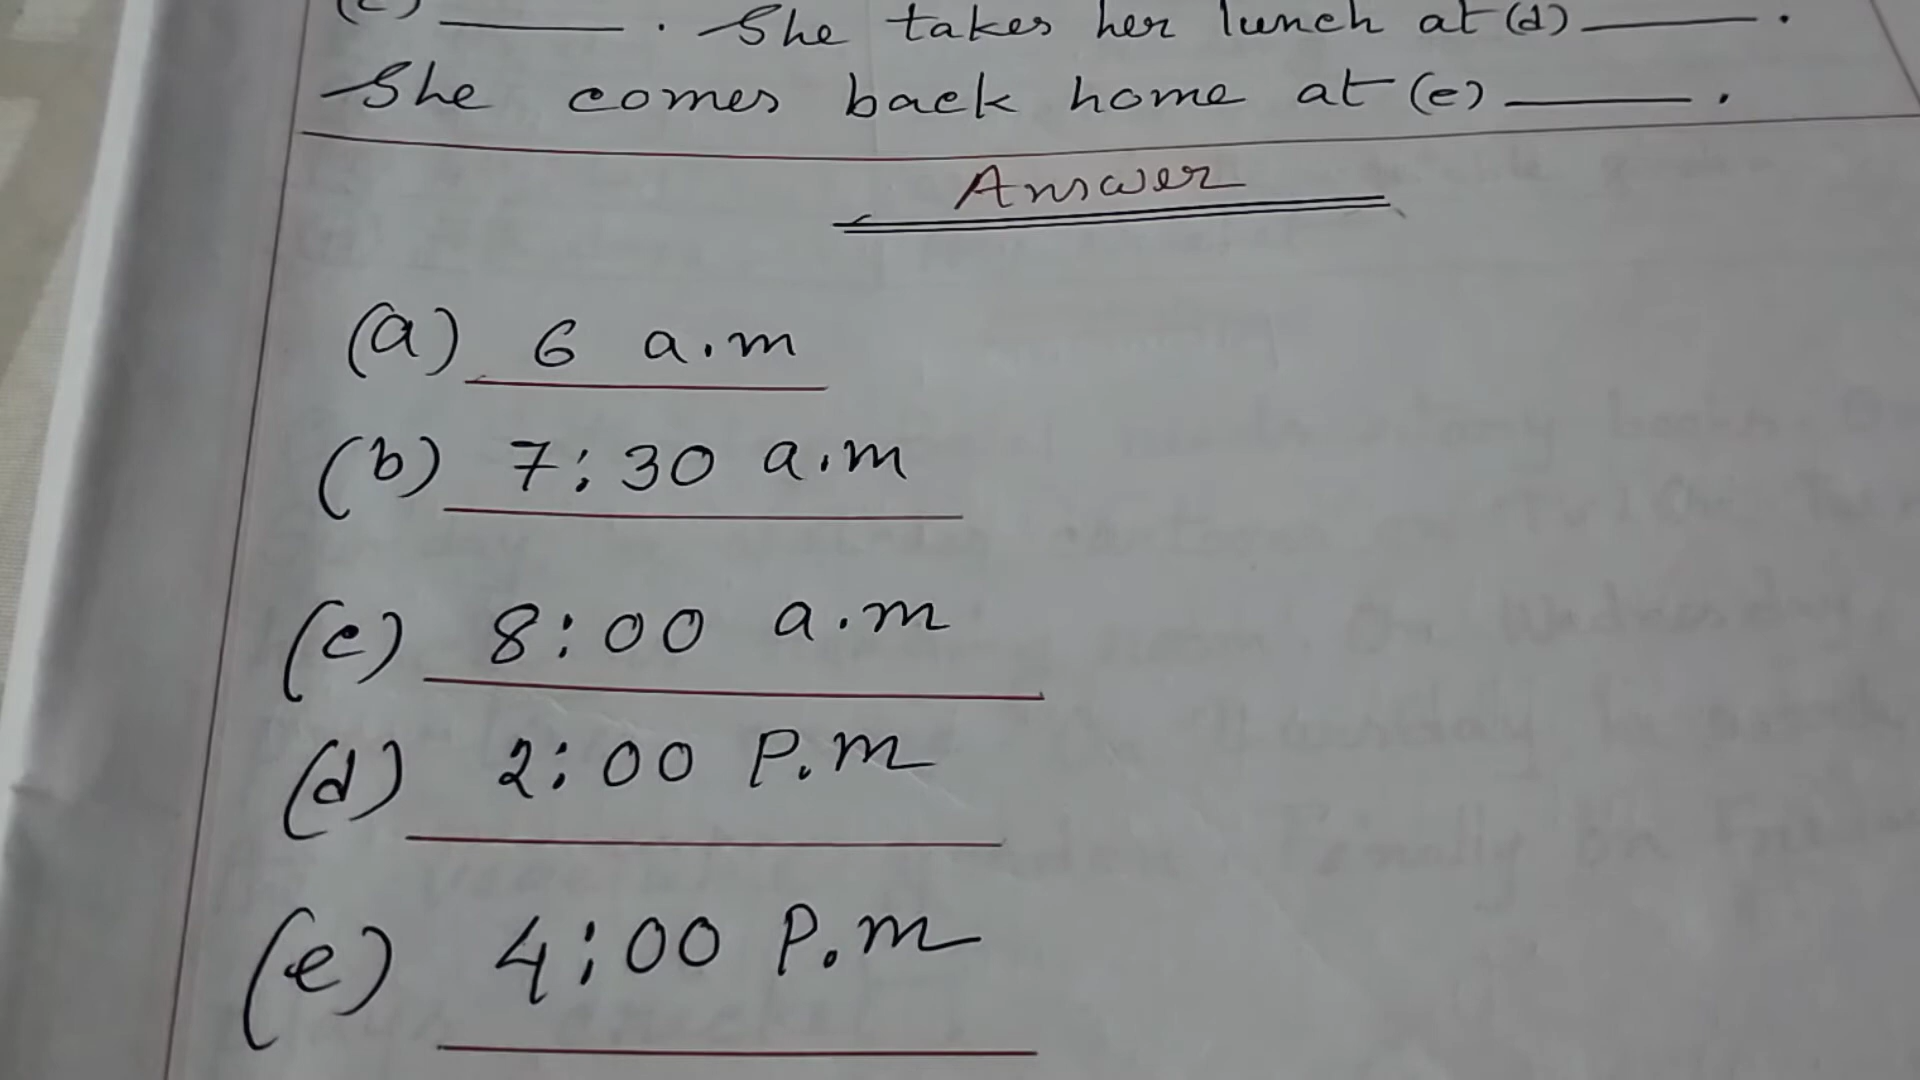 (c) ______. She takes her lunch at (d) ______.
She comes back home at (e) ______.
Answer
(a) 6 a.m
(b) 7:30 a.m
(c) 8:00 a.m
(d) 2:00 P.m
(e) 4:00 P.m